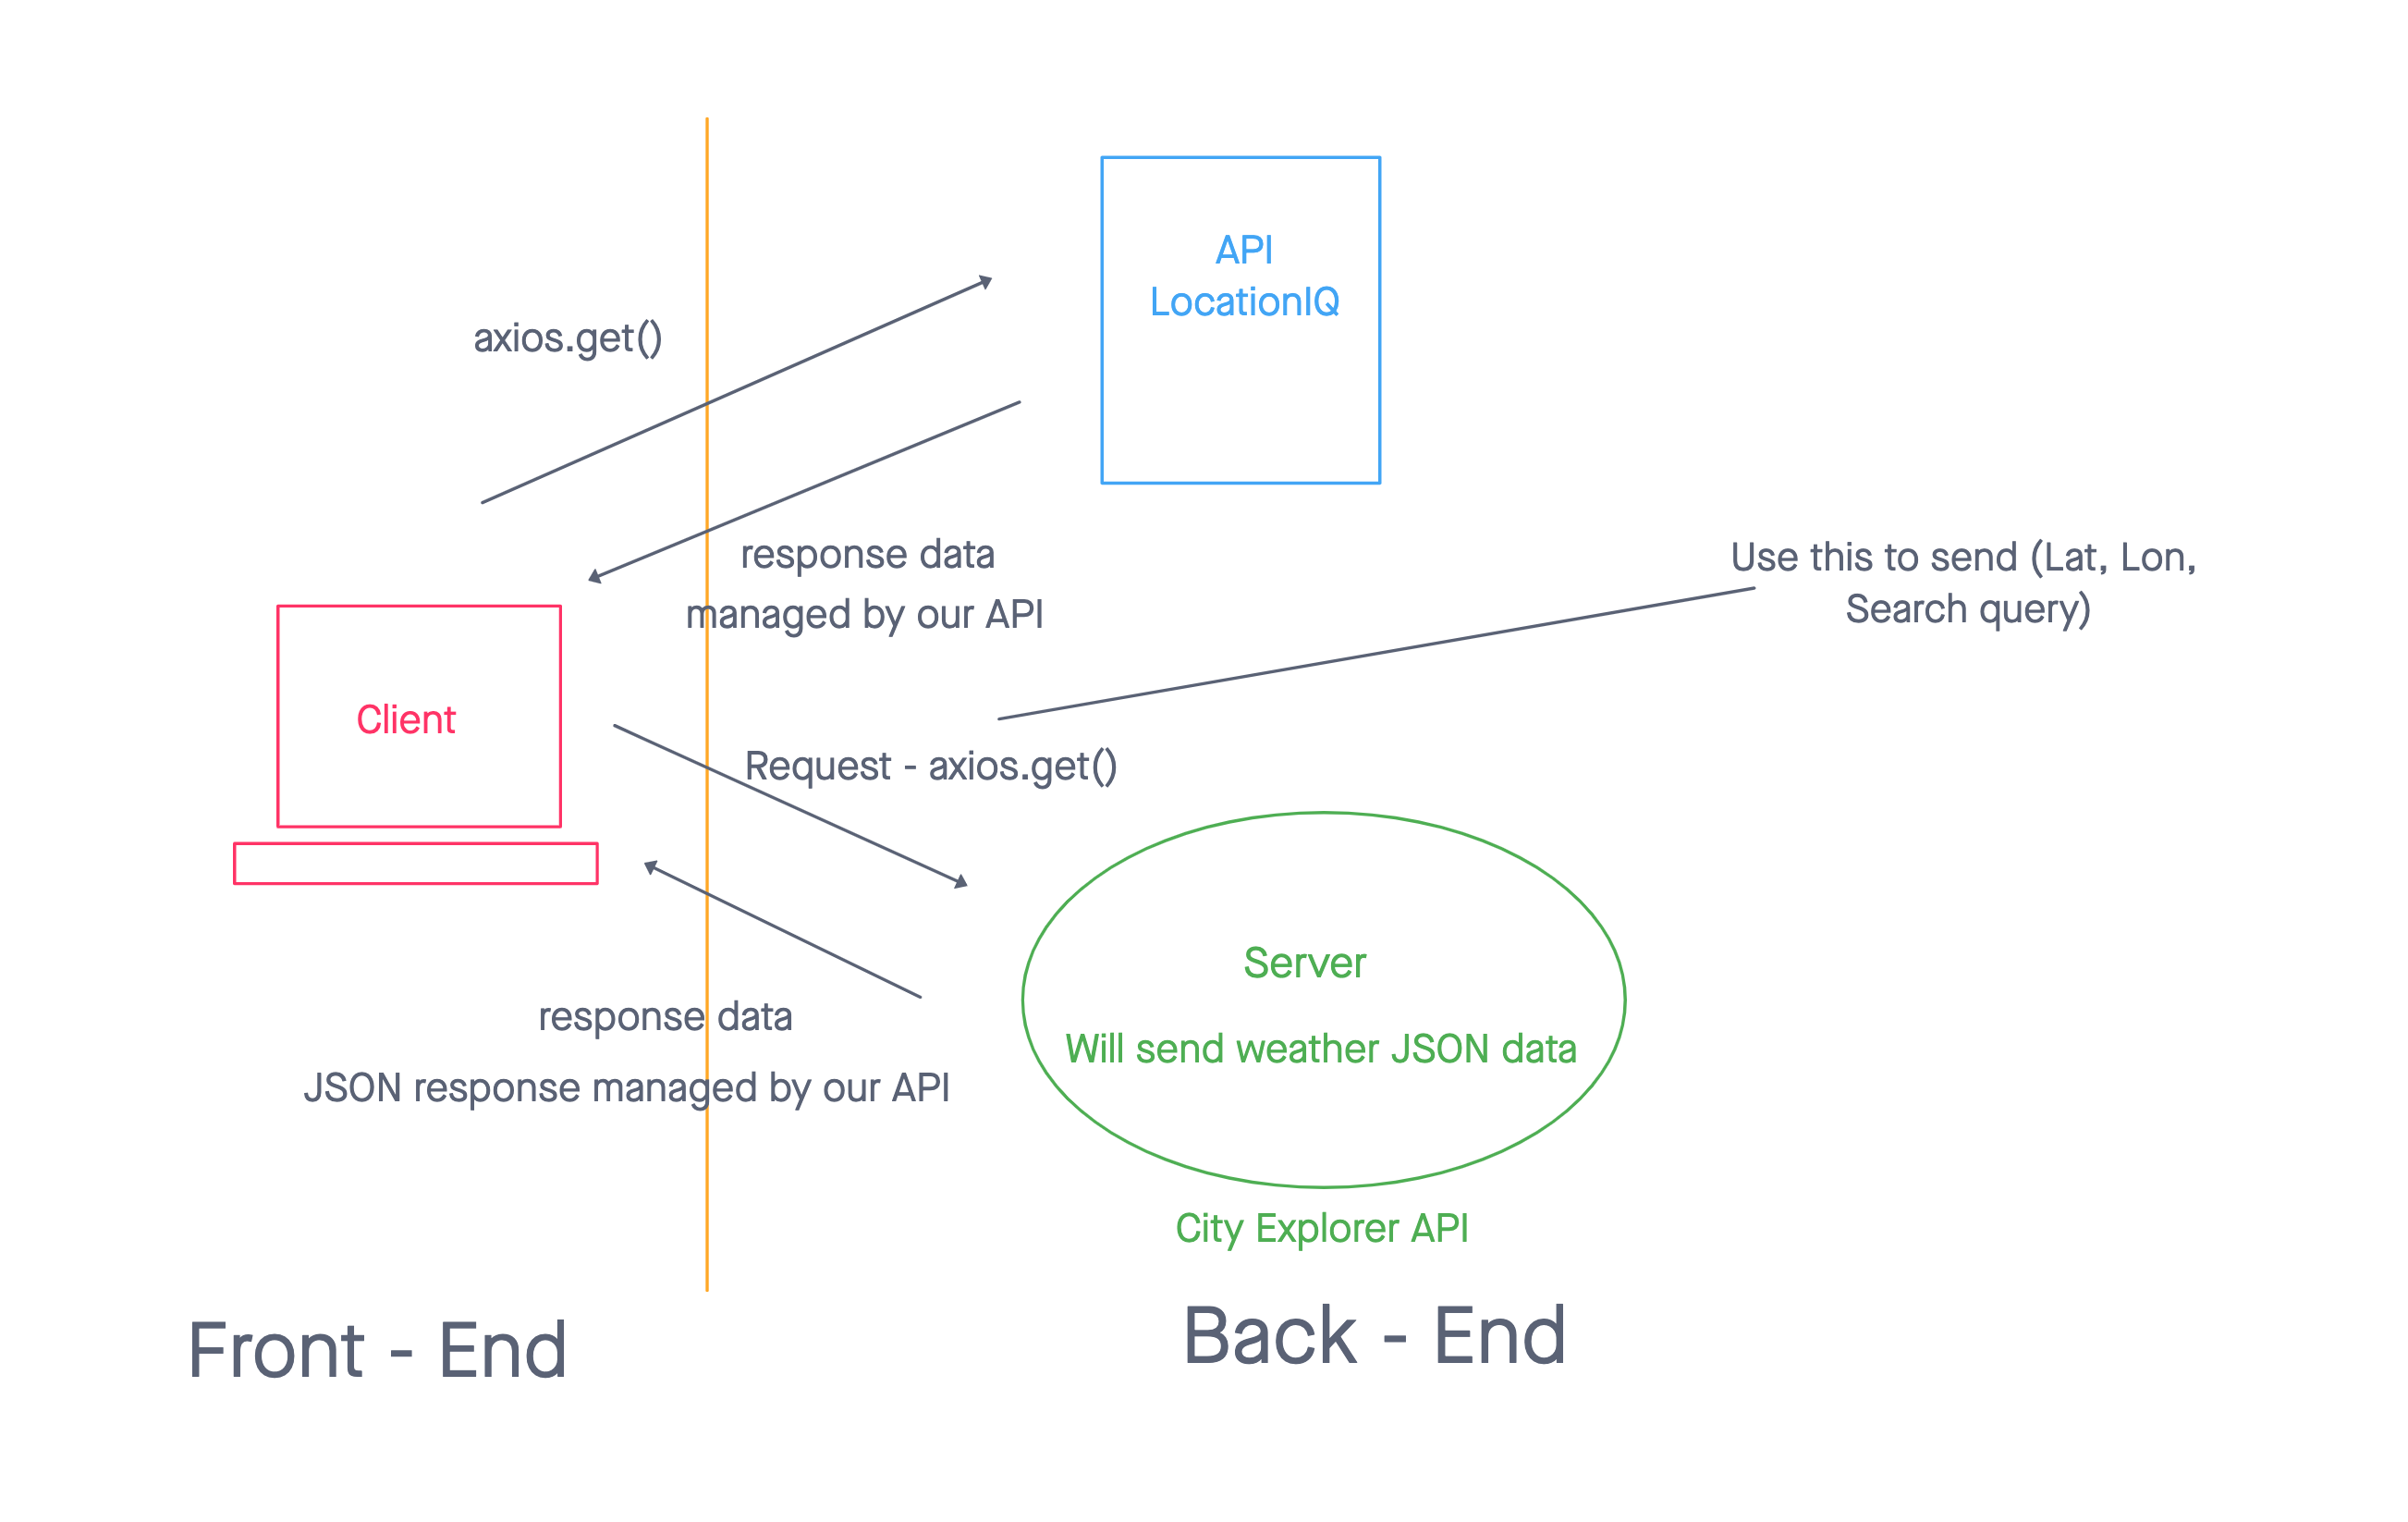 API
LocationIQ
axios.get()
response data
managed by our API
Use this to send (Lat, Lon,
Search query)
Client
Request - axios.get()
Server
Will send weather JSON data
response data
JSON response managed by our API
City Explorer API
Front - End
Back - End